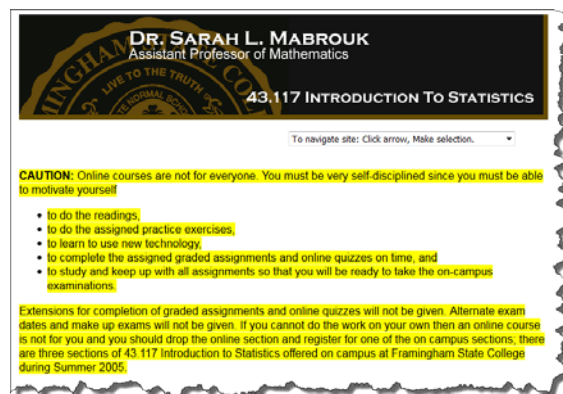 DR. SARAH L. MABROUK
Assistant Professor of Mathematics
MINGHAM STATE COL
LIVE TO THE TRUTH
STATE NORMAL SCHOO
43.117 INTRODUCTION TO STATISTICS
To navigate site: Click arrow, Make selection.
CAUTION: Online courses are not for everyone. You must be very self-disciplined since you must be able
to motivate yourself
• to do the readings,
• to do the assigned practice exercises,
• to learn to use new technology,
• to complete the assigned graded assignments and online quizzes on time, and
• to study and keep up with all assignments so that you will be ready to take the on-campus
examinations.
Extensions for completion of graded assignments and online quizzes will not be given. Alternate exam
dates and make up exams will not be given. If you cannot do the work on your own then an online course
is not for you and you should drop the online section and register for one of the on campus sections; there
are three sections of 43.117 Introduction to Statistics offered on campus at Framingham State College
during Summer 2005.